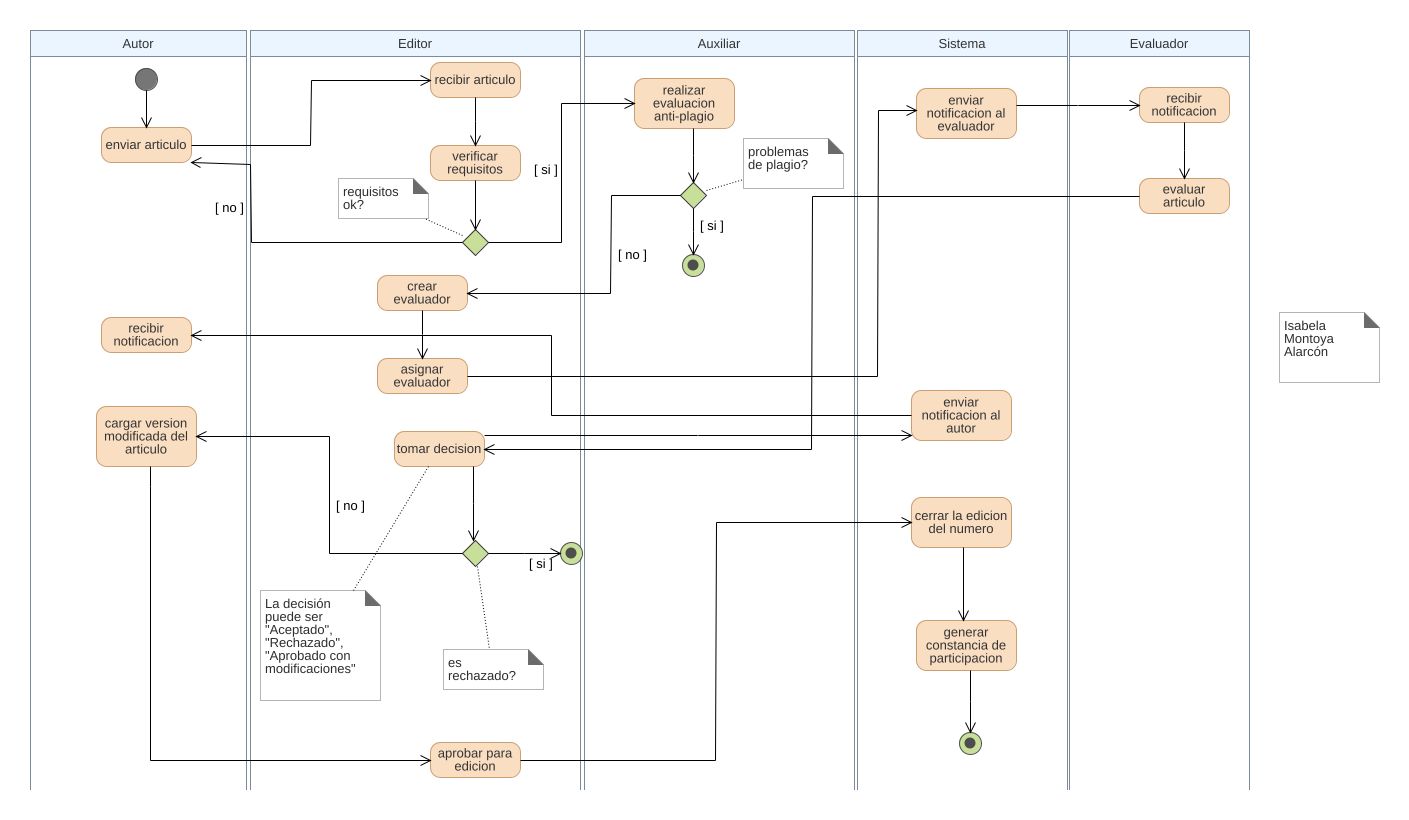 Autor
Editor
Auxiliar
Sistema
Evaluador
enviar articulo
[ no ]
recibir
notificacion
cargar version
modificada del
articulo
recibir articulo
verificar
requisitos
[ si ]
requisitos
ok?
crear
evaluador
asignar
evaluador
tomar decision
[ no ]
[ si ]
La decisión
puede ser
"Aceptado",
"Rechazado",
"Aprobado con
modificaciones"
es
rechazado?
aprobar para
edicion
realizar
evaluacion
anti-plagio
problemas
de plagio?
[ si ]
[ no ]
enviar
notificacion al
evaluador
enviar
notificacion al
autor
cerrar la edicion
del numero
generar
constancia de
participacion
recibir
notificacion
evaluar
articulo
Isabela
Montoya
Alarcón